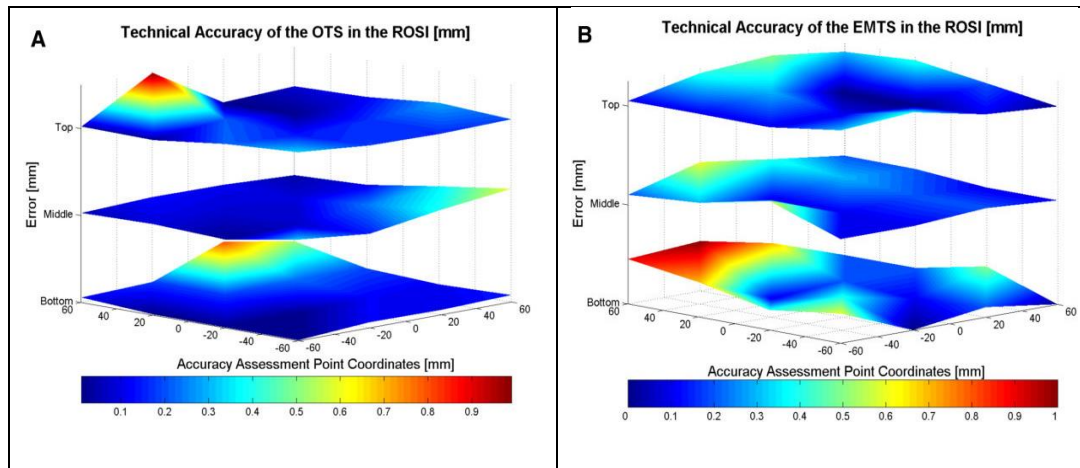 A
Technical Accuracy of the OTS in the ROSI [mm]
Top
Middle
Bottom
Error [mm]
60 40 20 0 -20 -40 -60
-60 -40 -20 0 20 40 60
Accuracy Assessment Point Coordinates [mm]
0.1 0.2 0.3 0.4 0.5 0.6 0.7 0.8 0.9
B
Technical Accuracy of the EMTS in the ROSI [mm]
Top
Middle
Bottom
Error [mm]
60 40 20 0 -20 -40 -60
-60 -40 -20 0 20 40 60
Accuracy Assessment Point Coordinates [mm]
0 0.1 0.2 0.3 0.4 0.5 0.6 0.7 0.8 0.9 1